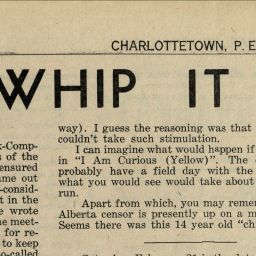 CHARLOTTETOWN, P. E
WHIP IT
k-Comp-
s of the
ensured
ame out
-consid-
t in the
e wrote
e meet-
for re-
to keep
so-called
way). I guess the reasoning was that
couldn't take such stimulation.
I can imagine what would happen if
in "I Am Curious (Yellow)". The
probably have a field day with the
what you would see would take about
run.
Apart from which, you may remem
Alberta censor is presently up on a m
Seems there was this 14 year old "ch